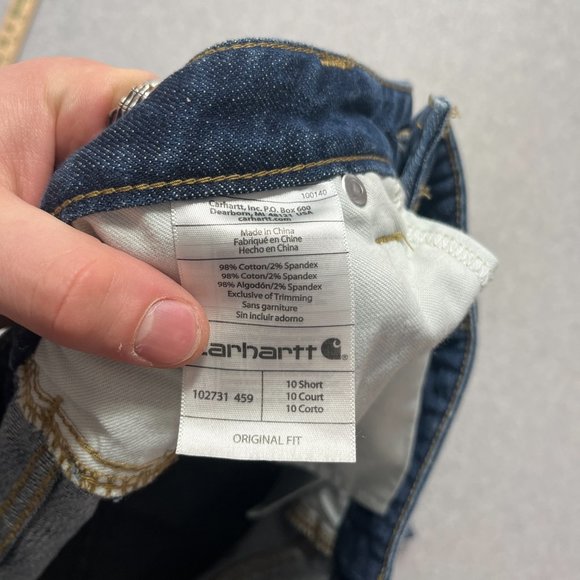 100140
Carhartt, Inc. P.O. Box 600
Dearborn, MI. 48121 USA
carhartt.com
Made in China
Fabriqué en Chine
Hecho en China
98% Cotton/2% Spandex
98% Coton/2% Spandex
98% Algodón/2% Spandex
Exclusive of Trimming
Sans garniture
Sin incluir adorno
carhartt
102731 459
10 Short
10 Court
10 Corto
ORIGINAL FIT